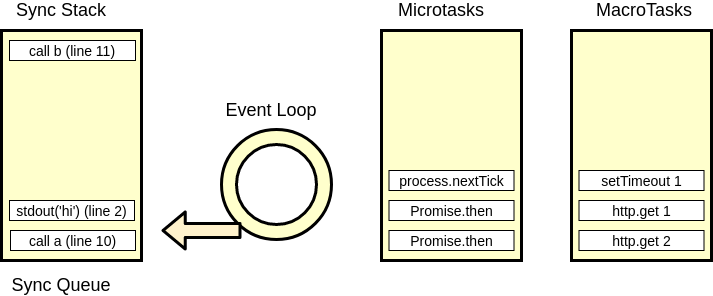 Sync Stack
call b (line 11)
stdout('hi') (line 2)
call a (line 10)
Sync Queue
Event Loop
Microtasks
process.nextTick
Promise.then
Promise.then
MacroTasks
setTimeout 1
http.get 1
http.get 2